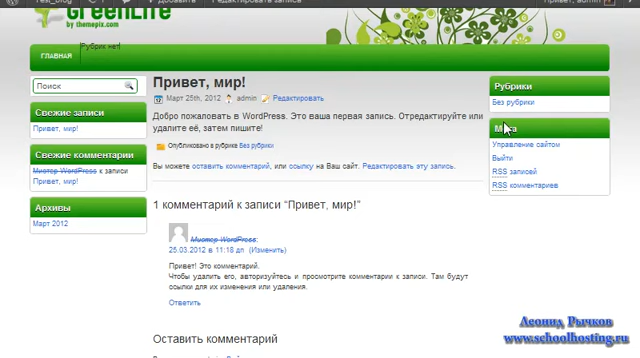 Test_blog
Добавить
Редактировать запись
Привет, admin
GreenLife
by themepix.com
ГЛАВНАЯ
Рубрик нет!
Поиск
Свежие записи
Привет, мир!
Свежие комментарии
Мистер WordPress к записи
Привет, мир!
Архивы
Март 2012
Привет, мир!
Март 25th, 2012 admin Редактировать
Добро пожаловать в WordPress. Это ваша первая запись. Отредактируйте или
удалите её, затем пишите!
Опубликовано в рубрике Без рубрики
Вы можете оставить комментарий, или ссылку на Ваш сайт. Редактировать эту запись.
1 комментарий к записи “Привет, мир!”
Мистер WordPress:
25.03.2012 в 11:18 дп (Изменить)
Привет! Это комментарий.
Чтобы удалить его, авторизуйтесь и просмотрите комментарии к записи. Там будут
ссылки для их изменения или удаления.
Ответить
Оставить комментарий
Рубрики
Без рубрики
Мета
Управление сайтом
Выйти
RSS записей
RSS комментариев
Леонид Рычков
www.schoolhosting.ru